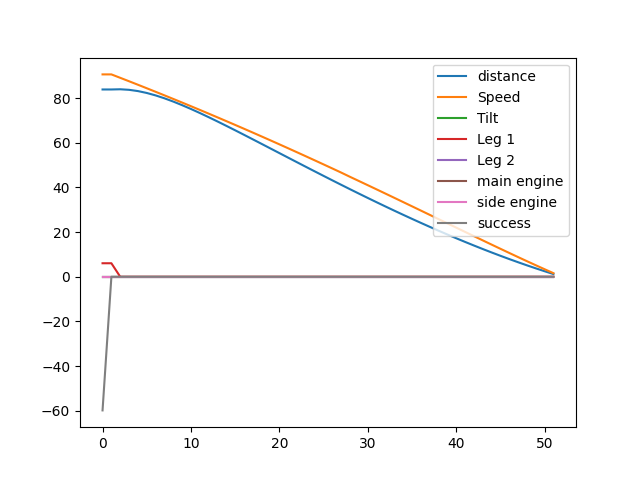 80
60
40
20
0
−20
−40
−60
0 10 20 30 40 50
distance
Speed
Tilt
Leg 1
Leg 2
main engine
side engine
success